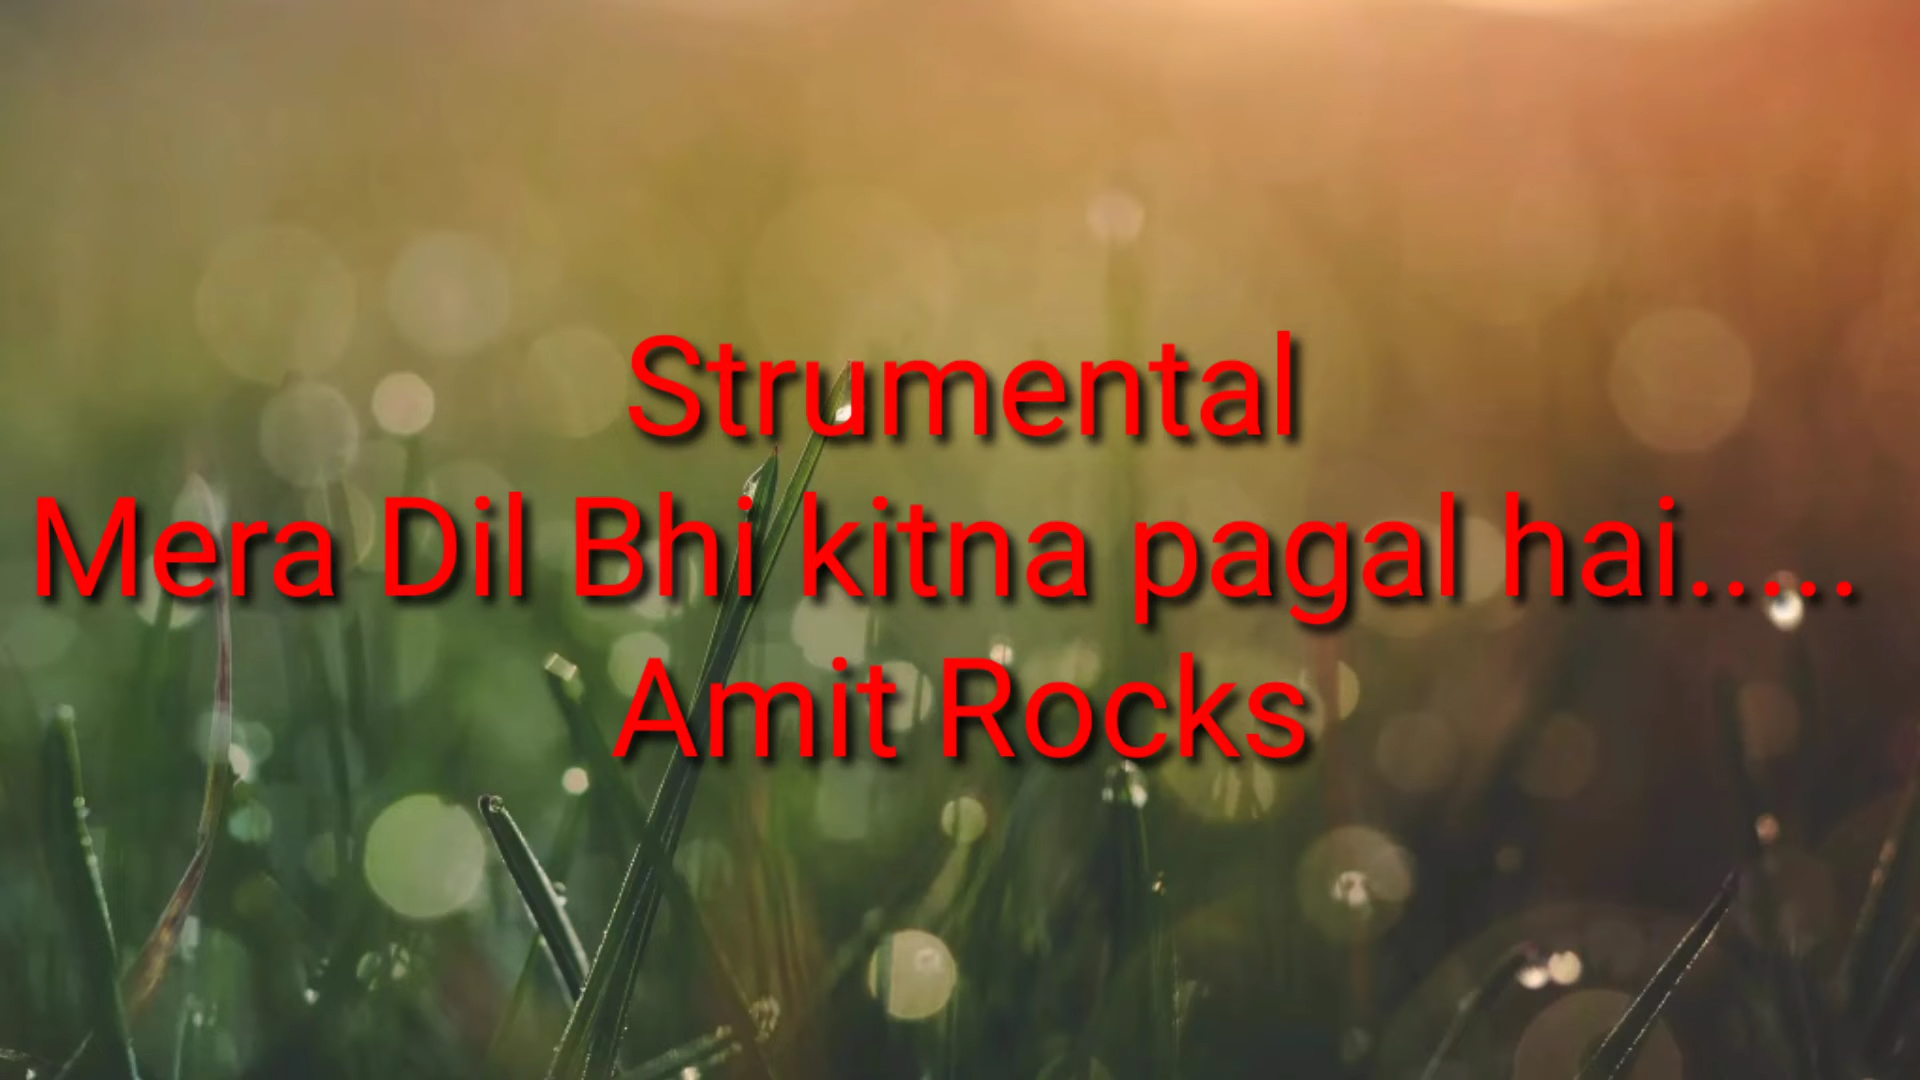 Strumental
Mera Dil Bhi kitna pagal hai.....
Amit Rocks